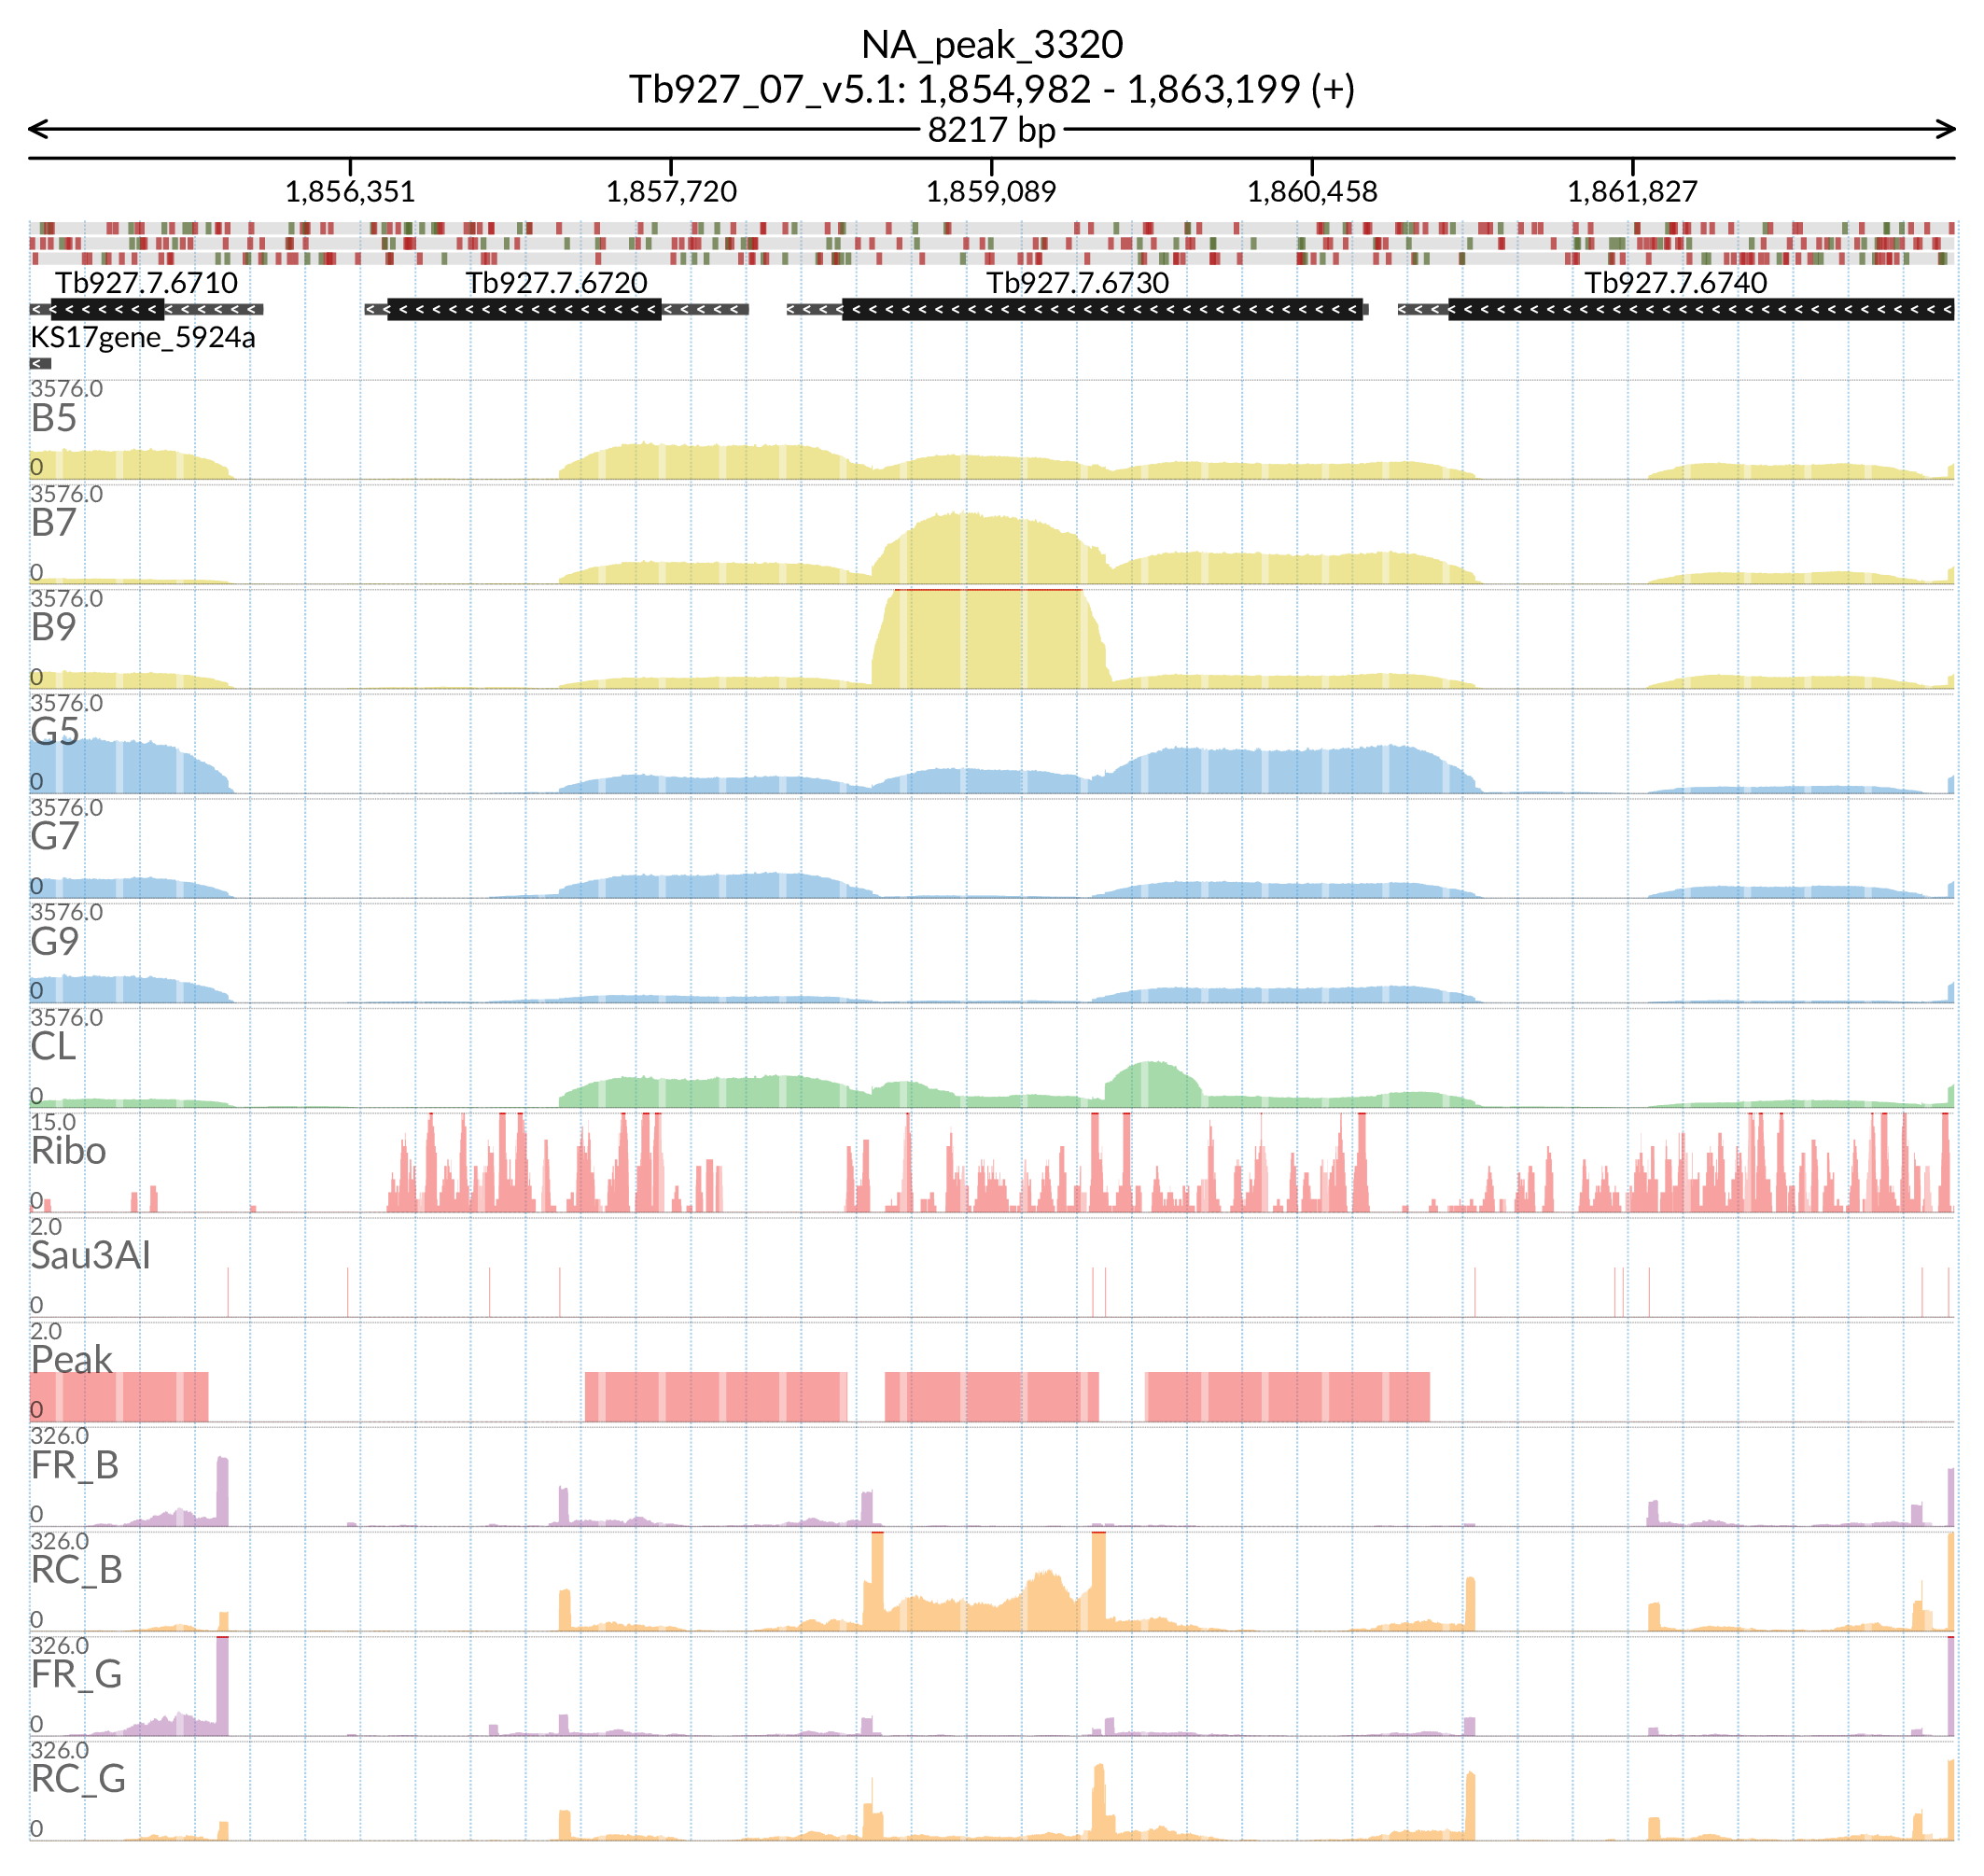 NA_peak_3320
Tb927_07_v5.1: 1,854,982 - 1,863,199 (+)
8217 bp
1,856,351 1,857,720 1,859,089 1,860,458 1,861,827
Tb927.7.6710 Tb927.7.6720 Tb927.7.6730 Tb927.7.6740
KS17gene_5924a
3576.0
B5
0
3576.0
B7
0
3576.0
B9
0
3576.0
G5
0
3576.0
G7
0
3576.0
G9
0
3576.0
CL
0
15.0
Ribo
0
2.0
Sau3AI
0
2.0
Peak
0
326.0
FR_B
0
326.0
RC_B
0
326.0
FR_G
0
326.0
RC_G
0